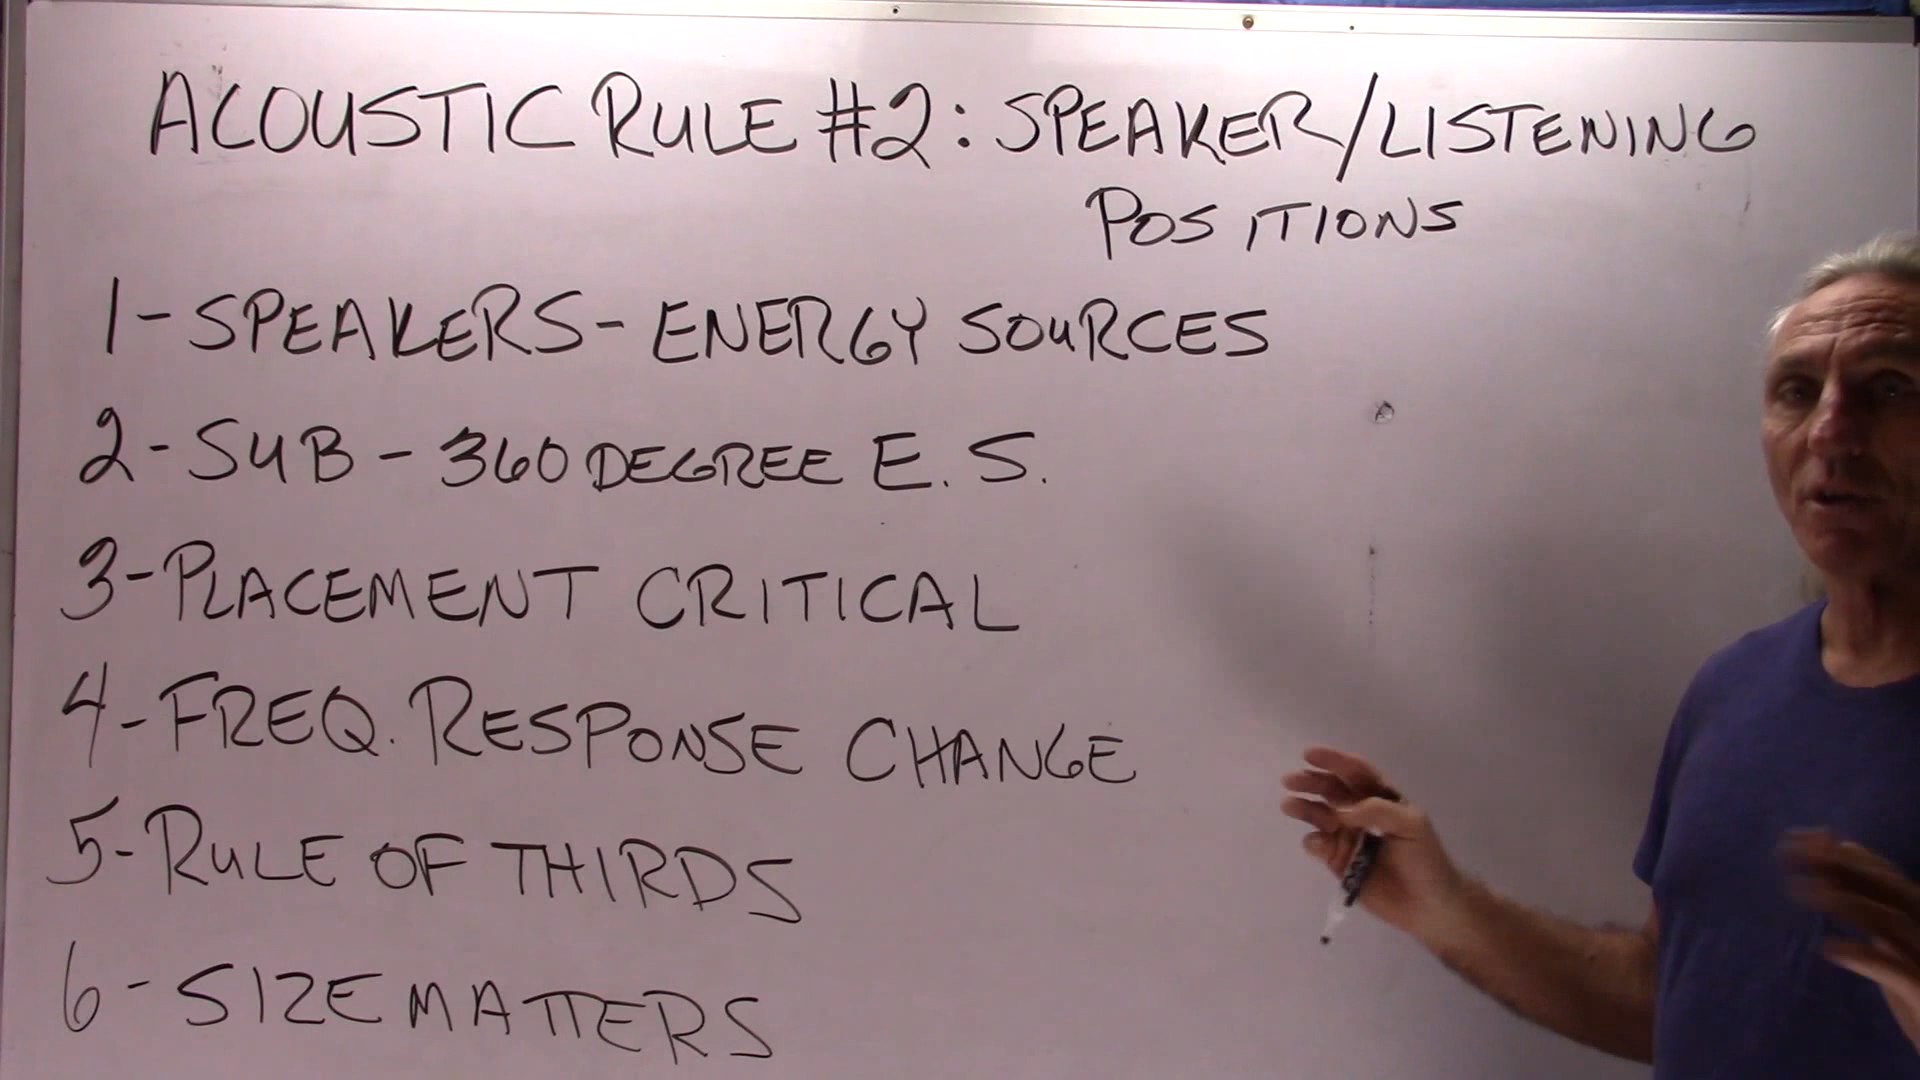 ACOUSTIC RULE #2: SPEAKER/LISTENING
POSITIONS
1-SPEAKERS-ENERGY SOURCES
2-SUB-360 DEGREE E.S.
3-PLACEMENT CRITICAL
4-FREQ. RESPONSE CHANGE
5-RULE OF THIRDS
6-SIZE MATTERS